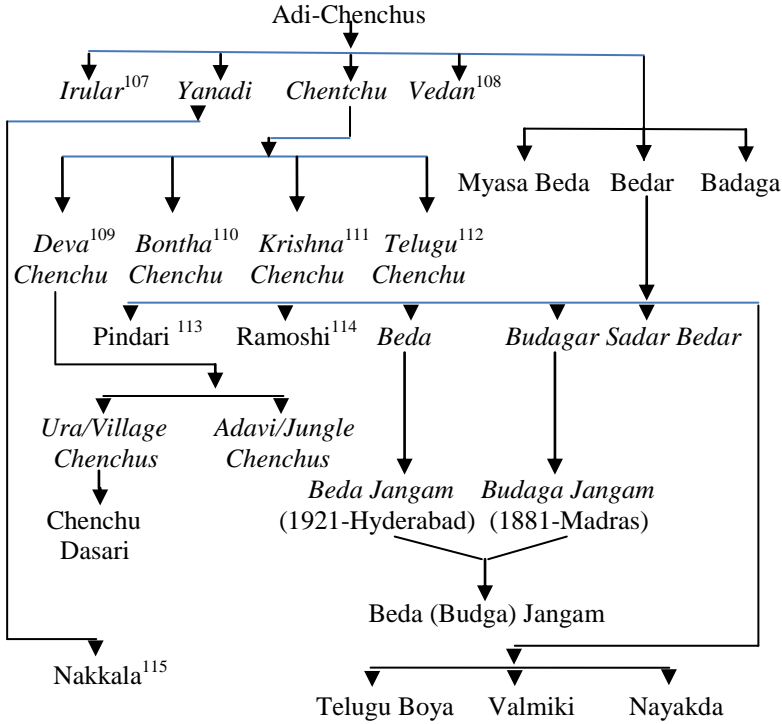 Adi-Chenchus
Irular107 Yanadi Chentchu Vedan108
Myasa Beda Bedar Badaga
Deva109 Bontha110 Krishna111 Telugu112
Chenchu Chenchu Chenchu Chenchu
Pindari 113 Ramoshi114 Beda Budagar Sadar Bedar
Ura/Village Adavi/Jungle
Chenchus Chenchus
Beda Jangam Budaga Jangam
(1921-Hyderabad) (1881-Madras)
Chenchu
Dasari
Beda (Budga) Jangam
Nakkala115
Telugu Boya Valmiki Nayakda